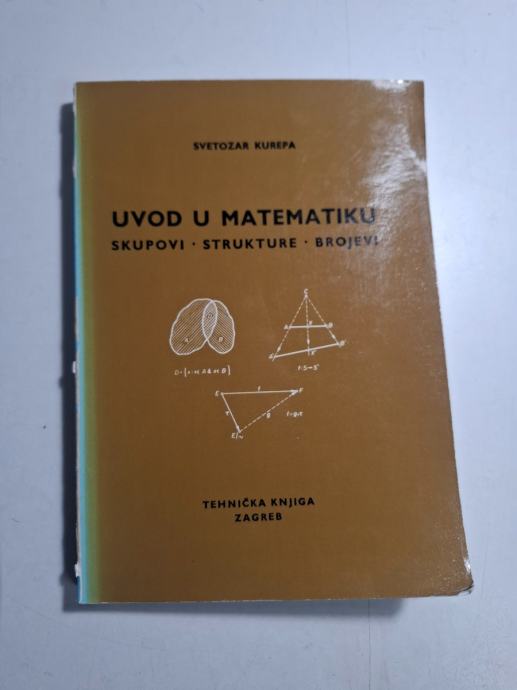 SVETOZAR KUREPA
UVOD U MATEMATIKU
SKUPOVI · STRUKTURE · BROJEVI
D
A
B
C
A
B
B'
f:S→S'
E
f
F
τ
g
f=g∘τ
TEHNIČKA KNJIGA
ZAGREB